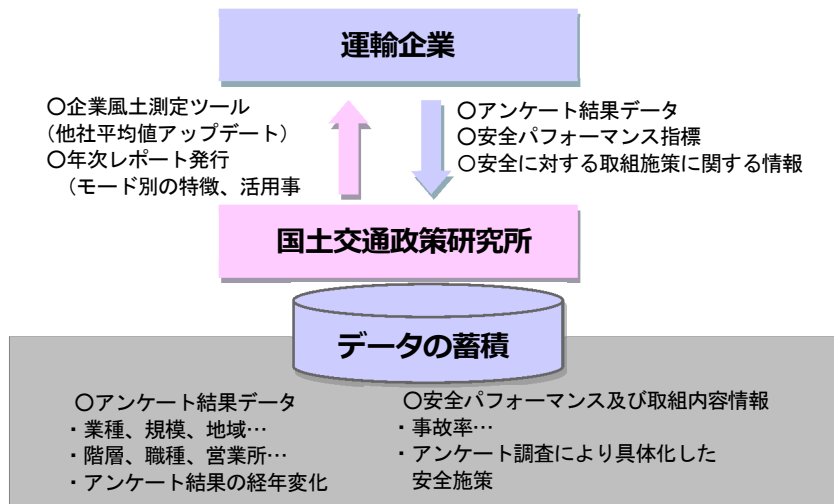 運輸企業
○企業風土測定ツール
(他社平均値アップデート)
○年次レポート発行
(モード別の特徴、活用事
○アンケート結果データ
○安全パフォーマンス指標
○安全に対する取組施策に関する情報
国土交通政策研究所
データの蓄積
○アンケート結果データ
・業種、規模、地域…
・階層、職種、営業所…
・アンケート結果の経年変化
○安全パフォーマンス及び取組内容情報
・事故率…
・アンケート調査により具体化した
安全施策